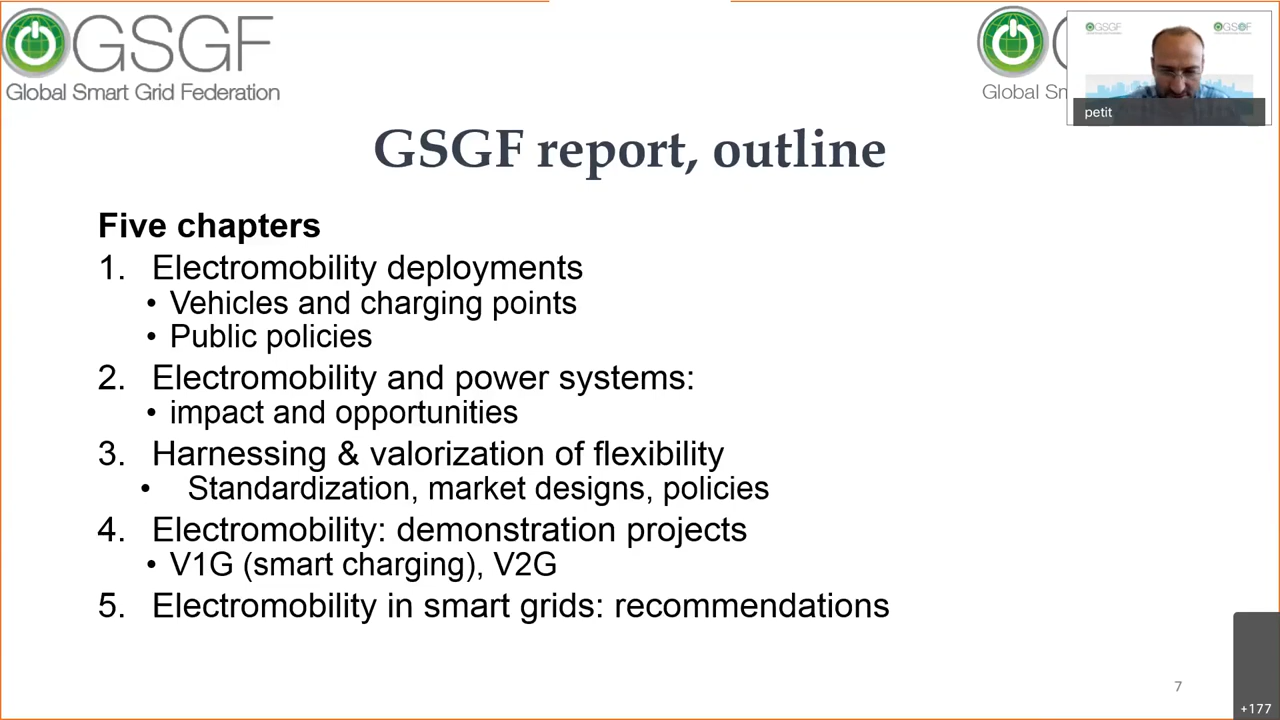 GSGF
Global Smart Grid Federation
G
Global Sm
GSGF
GSGF
petit
GSGF report, outline
Five chapters
1. Electromobility deployments
• Vehicles and charging points
• Public policies
2. Electromobility and power systems:
• impact and opportunities
3. Harnessing & valorization of flexibility
• Standardization, market designs, policies
4. Electromobility: demonstration projects
• V1G (smart charging), V2G
5. Electromobility in smart grids: recommendations
7
+177